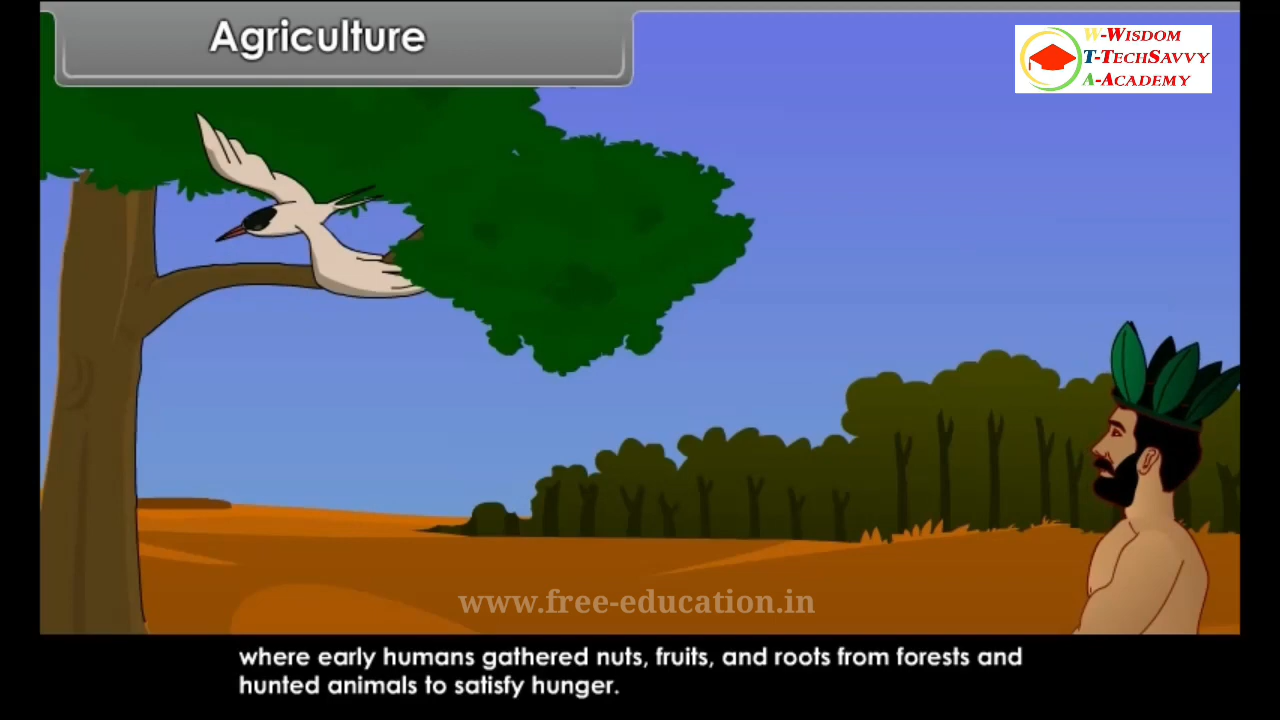 Agriculture
W-Wisdom
T-TechSavvy
A-Academy
www.free-education.in
where early humans gathered nuts, fruits, and roots from forests and
hunted animals to satisfy hunger.